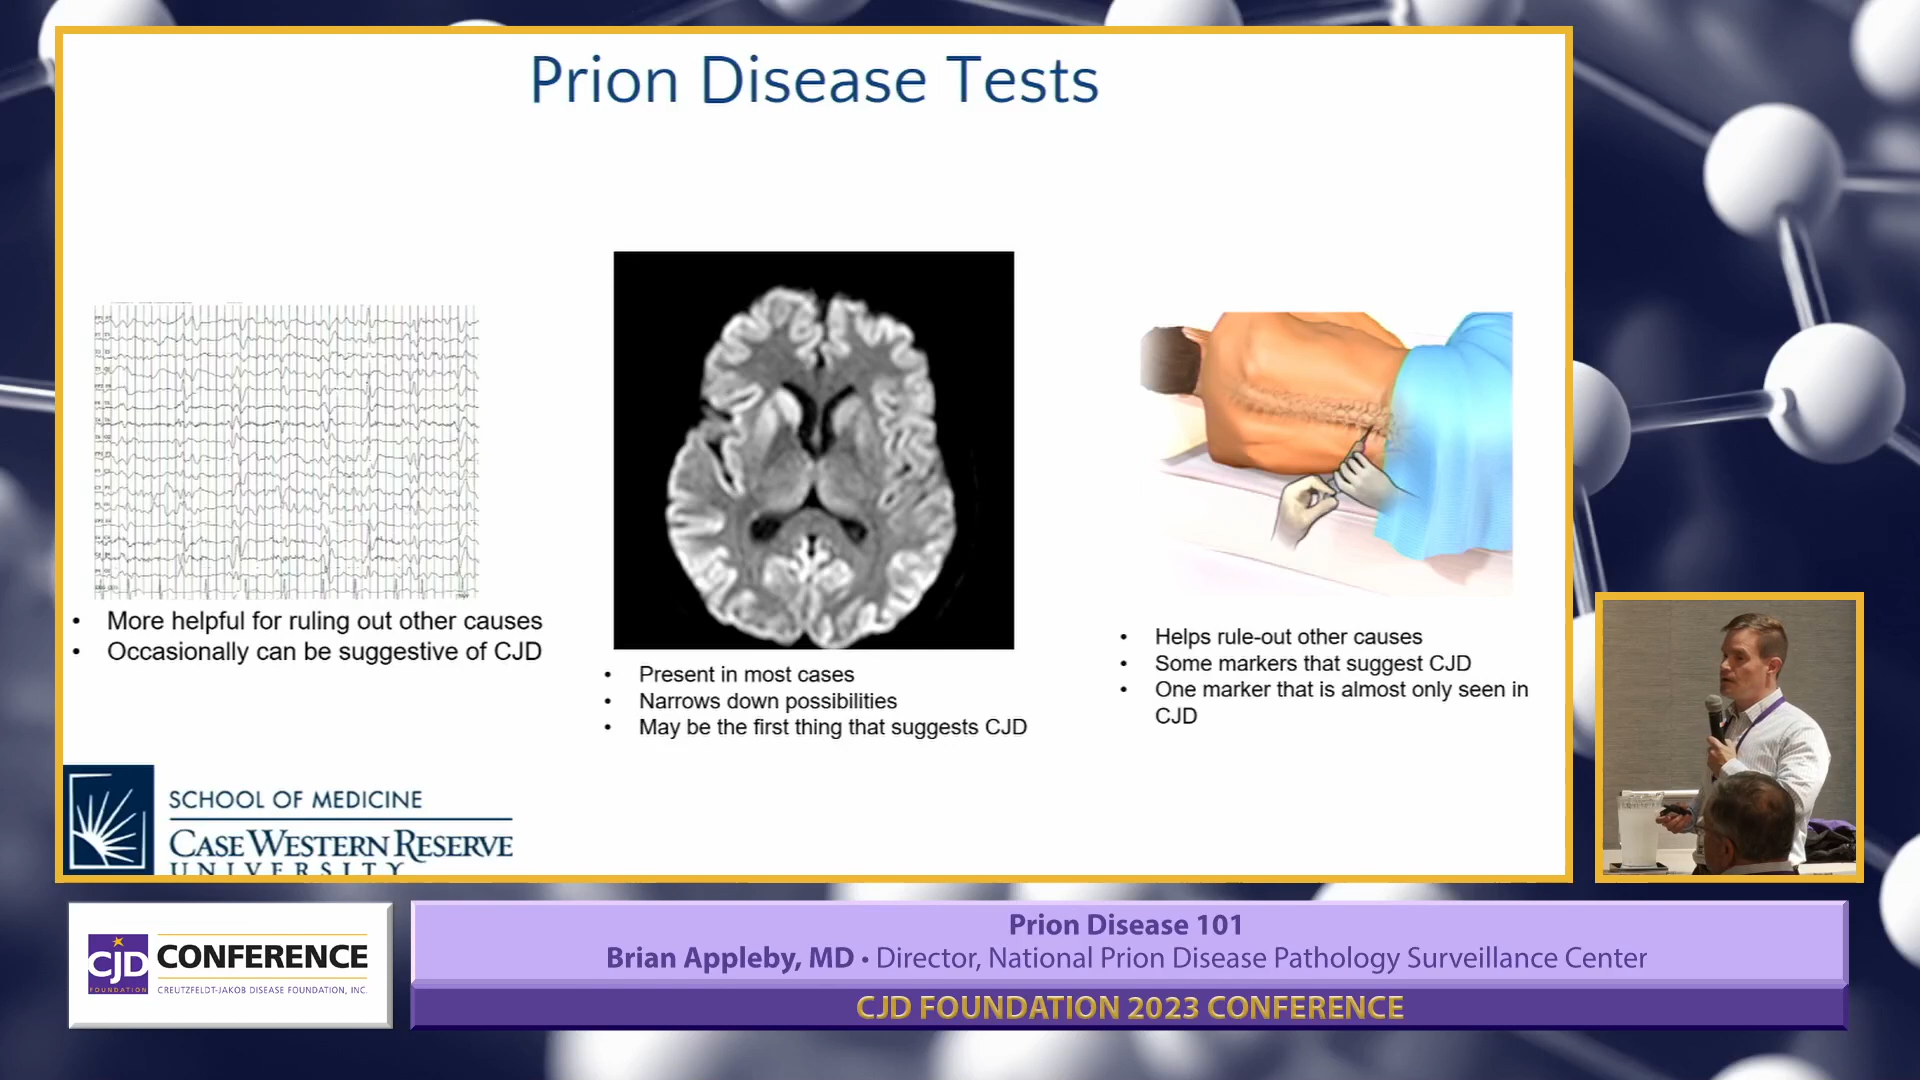 Prion Disease Tests
• More helpful for ruling out other causes
• Occasionally can be suggestive of CJD
• Present in most cases
• Narrows down possibilities
• May be the first thing that suggests CJD
• Helps rule-out other causes
• Some markers that suggest CJD
• One marker that is almost only seen in
CJD
SCHOOL OF MEDICINE
CASE WESTERN RESERVE
UNIVERSITY
CJD
FOUNDATION
CONFERENCE
CREUTZFELDT-JAKOB DISEASE FOUNDATION, INC.
Prion Disease 101
Brian Appleby, MD • Director, National Prion Disease Pathology Surveillance Center
CJD FOUNDATION 2023 CONFERENCE